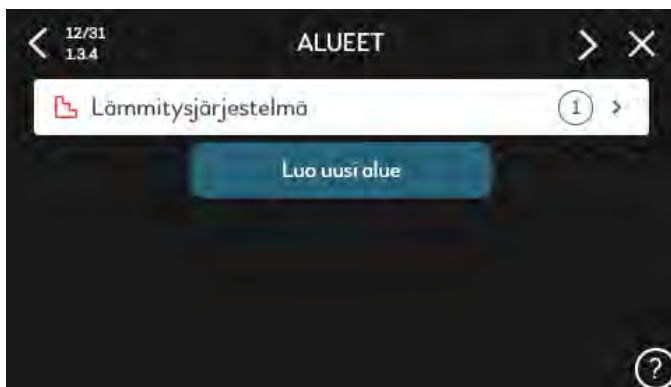 12/31
1.3.4
ALUEET
Lämmitysjärjestelmä
1
Luo uusi alue
?